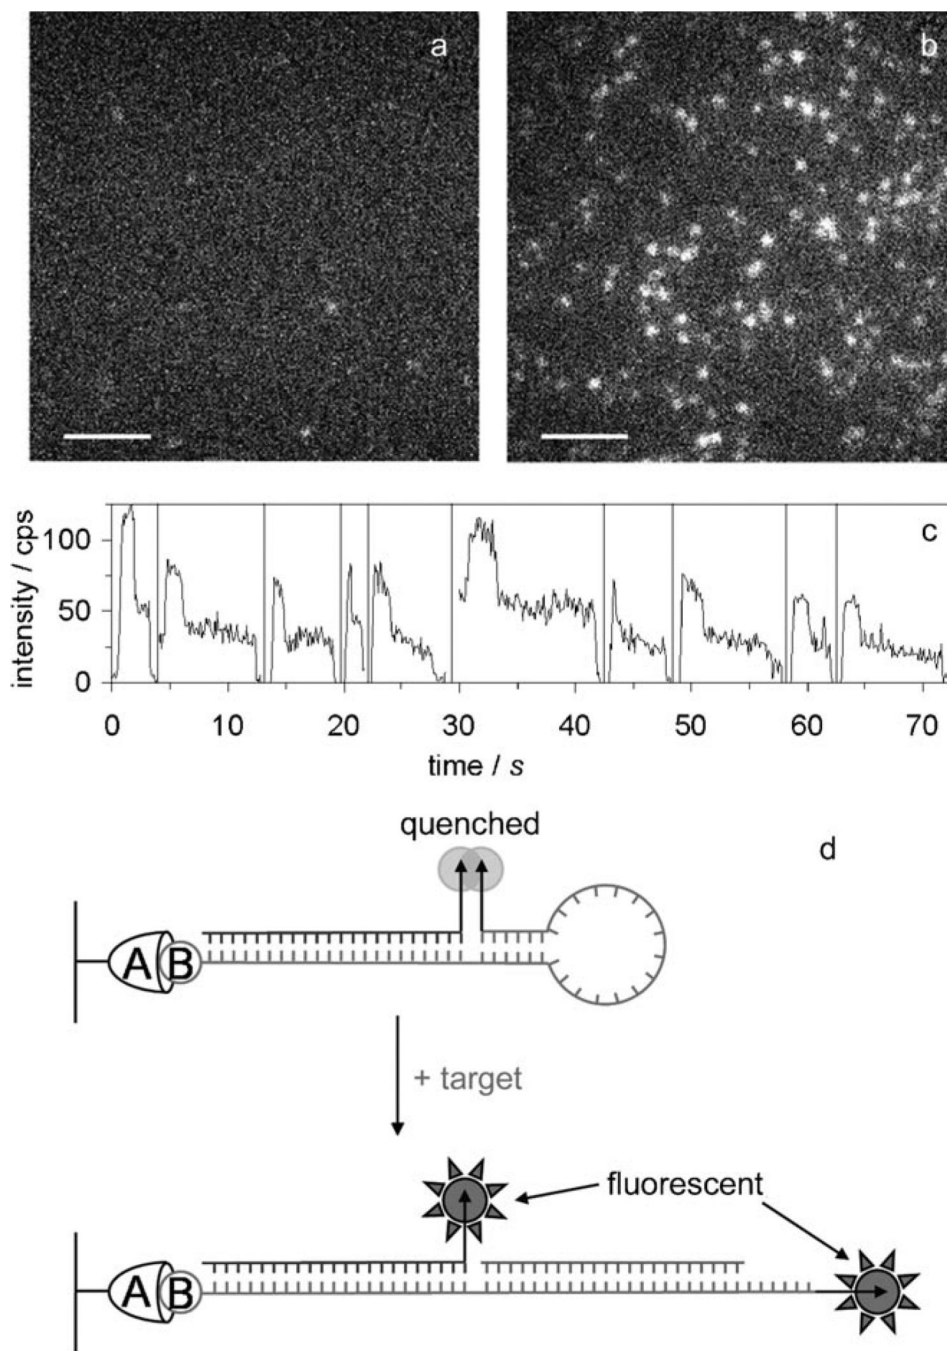 a
b
c
intensity / cps
100
50
0
0 10 20 30 40 50 60 70
time / s
d
quenched
A B
+ target
fluorescent
A B